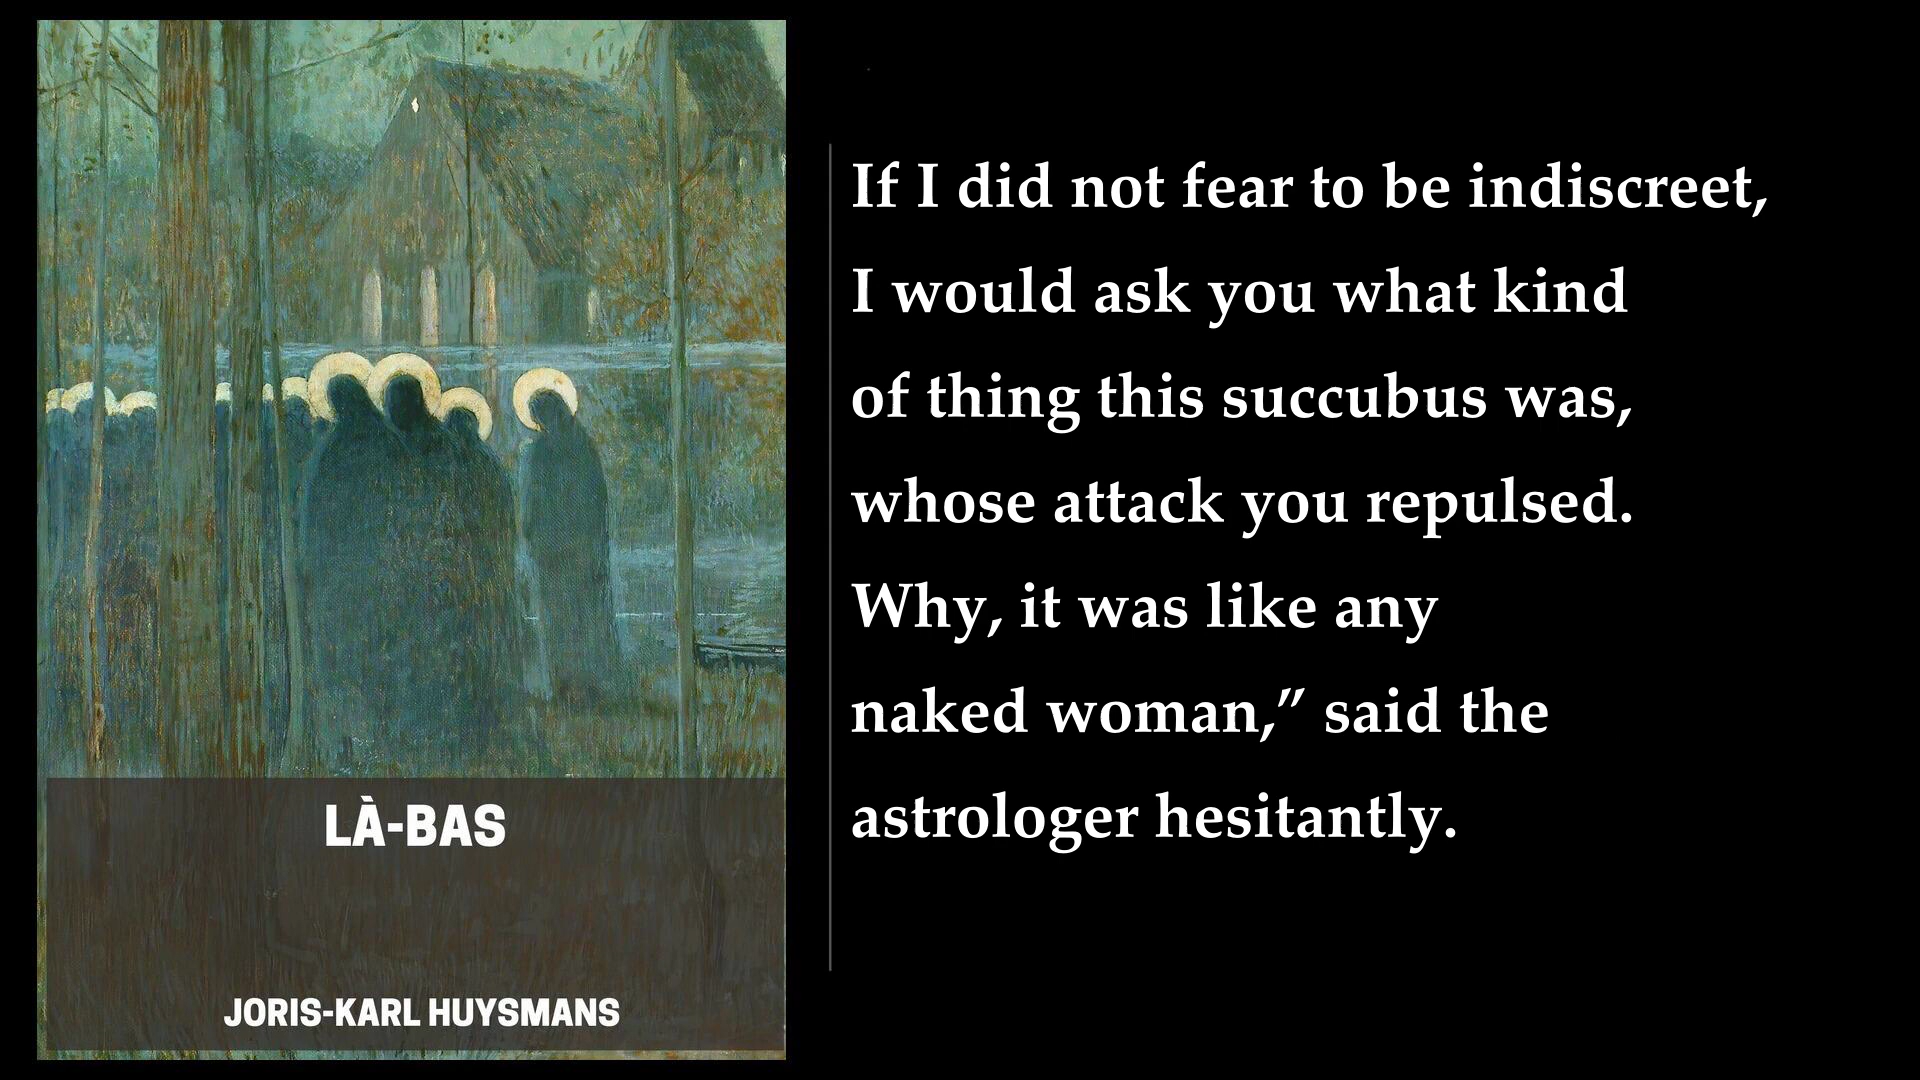 LÀ-BAS
JORIS-KARL HUYSMANS
If I did not fear to be indiscreet,
I would ask you what kind
of thing this succubus was,
whose attack you repulsed.
Why, it was like any
naked woman,” said the
astrologer hesitantly.